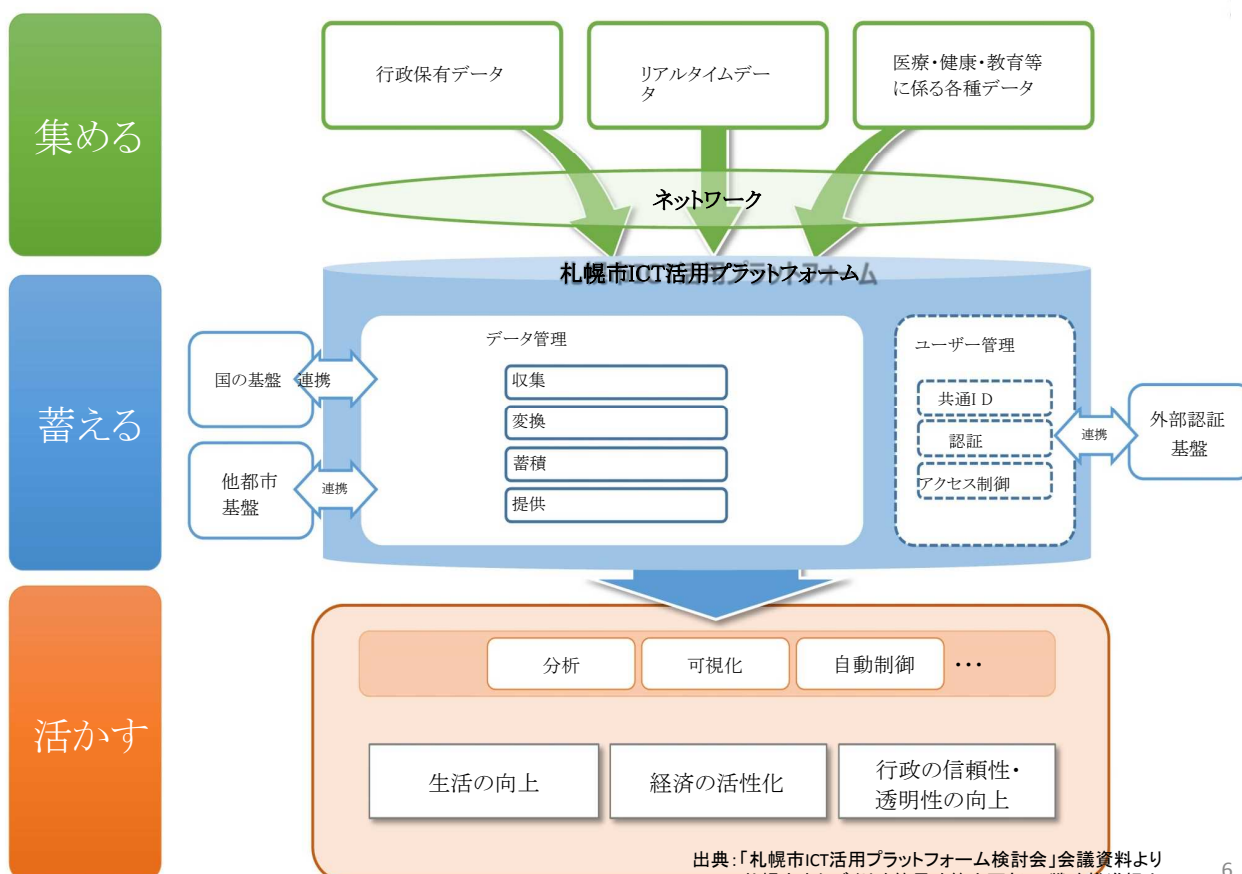 集める
行政保有データ
リアルタイムデー
タ
医療・健康・教育等
に係る各種データ
ネットワーク
札幌市ICT活用プラットフォーム
蓄える
国の基盤
連携
他都市
基盤
連携
データ管理
収集
変換
蓄積
提供
ユーザー管理
共通ＩＤ
認証
アクセス制御
連携
外部認証
基盤
活かす
分析
可視化
自動制御
・・・
生活の向上
経済の活性化
行政の信頼性・
透明性の向上
出典：「札幌市ICT活用プラットフォーム検討会」会議資料より
6